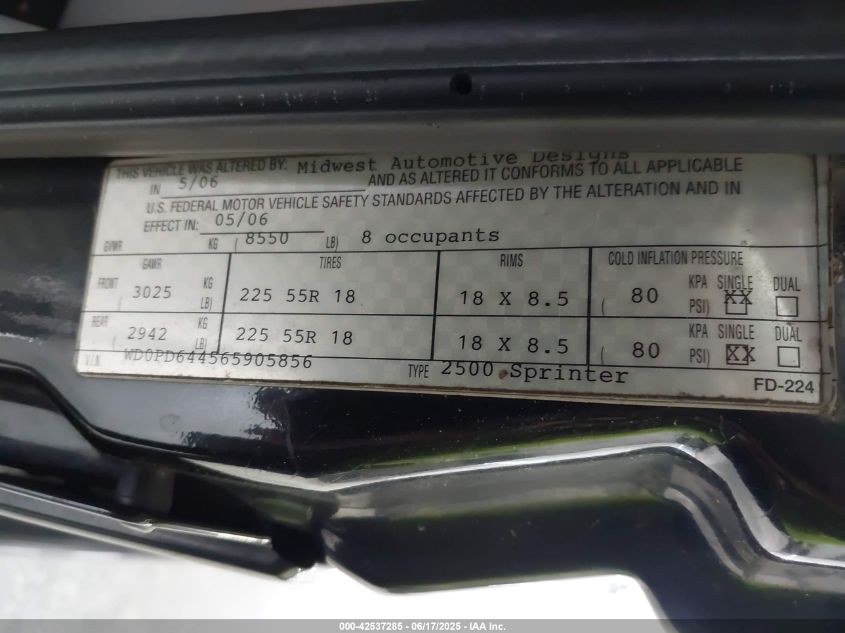 THIS VEHICLE WAS ALTERED BY: Midwest Automotive Designs
IN 5/06 AND AS ALTERED IT CONFORMS TO ALL APPLICABLE
U.S. FEDERAL MOTOR VEHICLE SAFETY STANDARDS AFFECTED BY THE ALTERATION AND IN
EFFECT IN: 05/06
GVWR KG ( 8550 LB) 8 occupants
GAWR TIRES RIMS COLD INFLATION PRESSURE
FRONT KG KPA SINGLE DUAL
( 3025 LB) 225 55R 18 18 X 8.5 ( 80 PSI) XX
REAR KG KPA SINGLE DUAL
( 2942 LB) 225 55R 18 18 X 8.5 ( 80 PSI) XX
V.I.N. WD0PD644565905856 TYPE 2500 Sprinter
FD-224
000-42537285 - 06/17/2025 - IAA Inc.